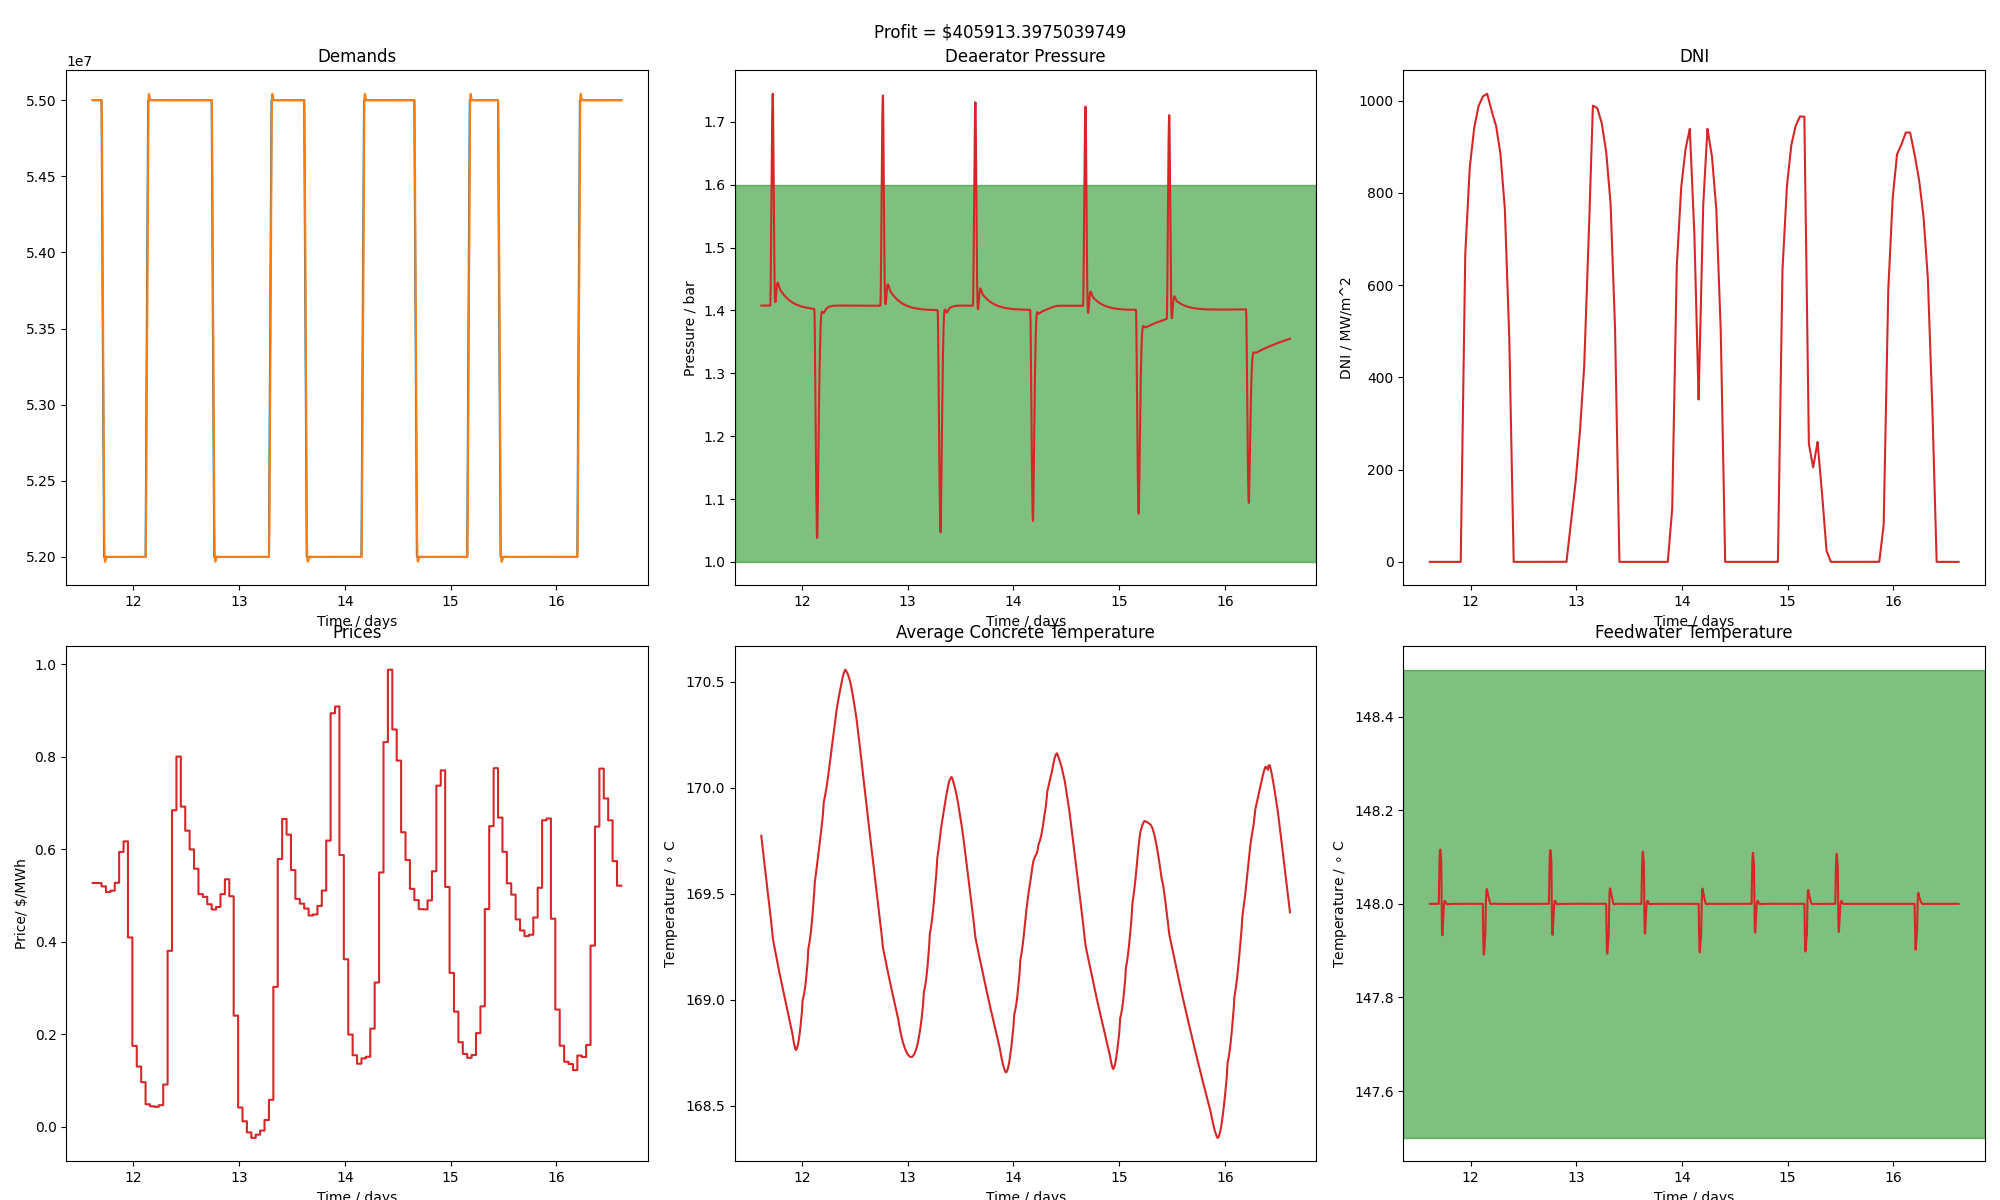 Profit = $405913.3975039749
Demands
1e7
5.50
5.45
5.40
5.35
5.30
5.25
5.20
12 13 14 15 16
Time / days
Deaerator Pressure
Pressure / bar
1.7
1.6
1.5
1.4
1.3
1.2
1.1
1.0
12 13 14 15 16
Time / days
DNI
DNI / MW/m^2
1000
800
600
400
200
0
12 13 14 15 16
Time / days
Prices
Price/ $/MWh
1.0
0.8
0.6
0.4
0.2
0.0
12 13 14 15 16
Time / days
Average Concrete Temperature
Temperature / ∘ C
170.5
170.0
169.5
169.0
168.5
12 13 14 15 16
Time / days
Feedwater Temperature
Temperature / ∘ C
148.4
148.2
148.0
147.8
147.6
12 13 14 15 16
Time / days